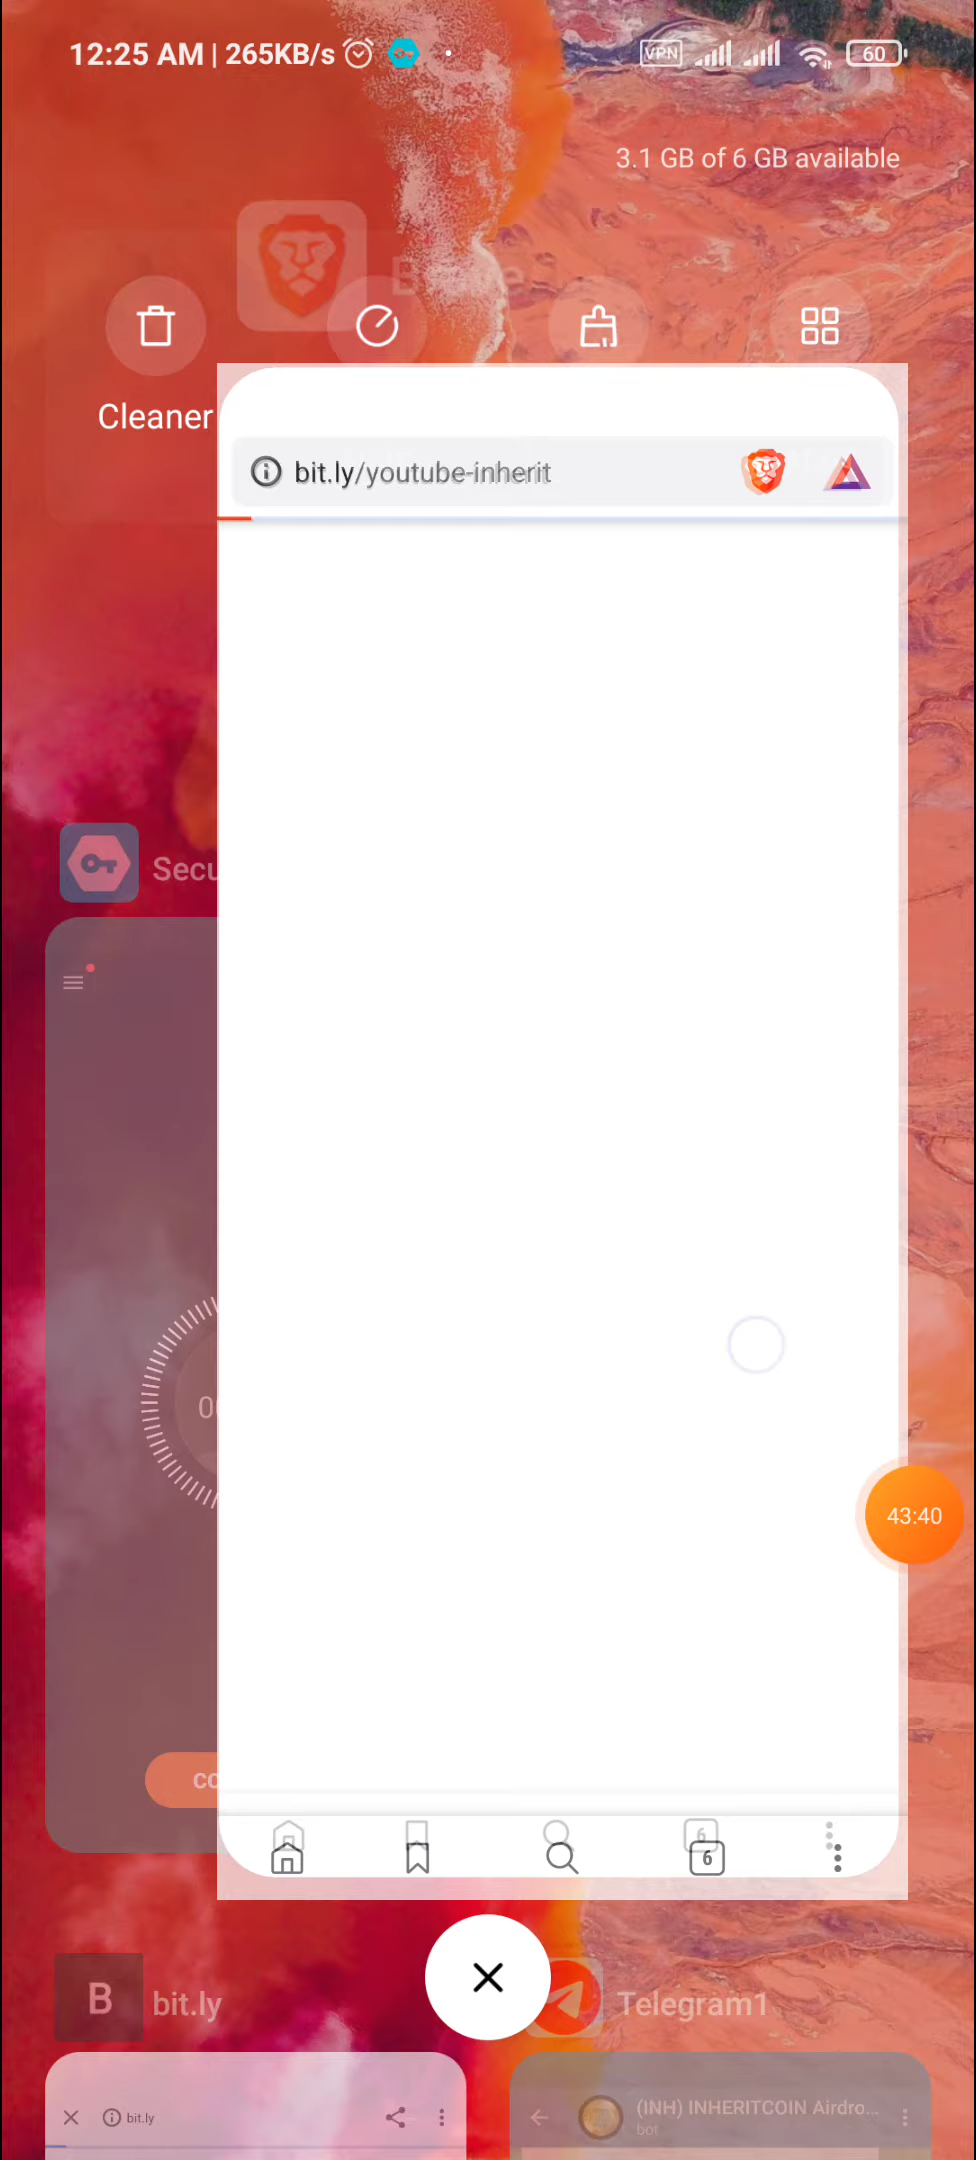 12:25 AM | 265KB/s
VPN
60
3.1 GB of 6 GB available
Cleaner
bit.ly/youtube-inherit
43:40
6
6
B
bit.ly
Telegram1
bit.ly
(INH) INHERITCOIN Airdro...
bot